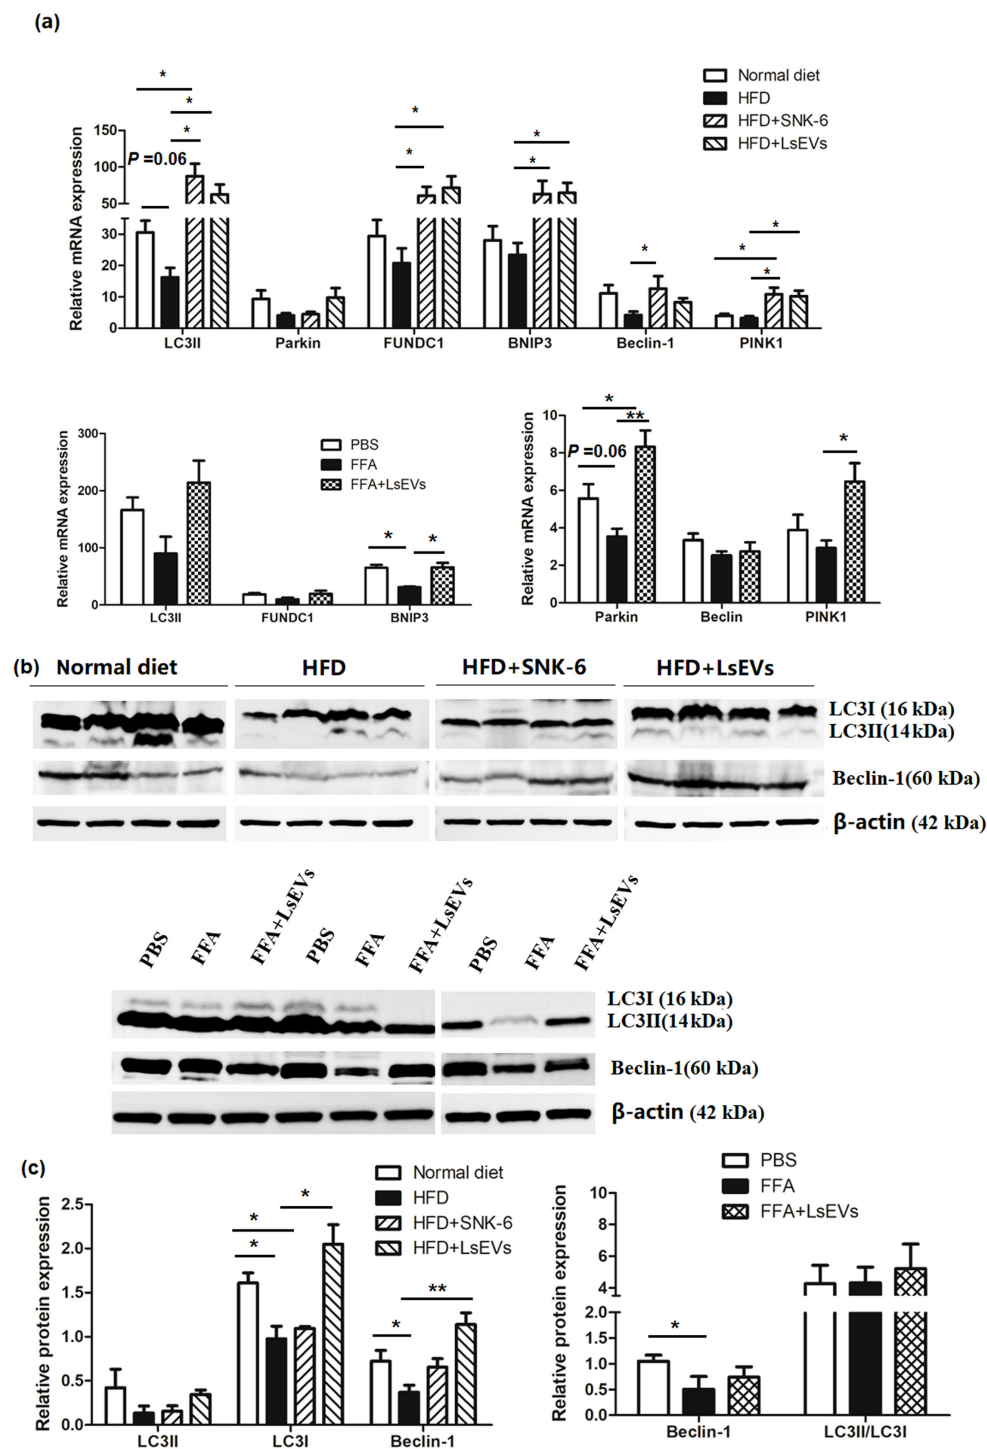 (a)
Normal diet
HFD
HFD+SNK-6
HFD+LsEVs
Relative mRNA expression
150
100
50
30
20
10
0
P =0.06
*
*
*
*
*
*
*
*
*
*
*
LC3II Parkin FUNDC1 BNIP3 Beclin-1 PINK1
Relative mRNA expression
300
200
100
0
PBS
FFA
FFA+LsEVs
* *
LC3II FUNDC1 BNIP3
Relative mRNA expression
10
8
6
4
2
0
*
**
P =0.06
*
Parkin Beclin PINK1
(b)
Normal diet HFD HFD+SNK-6 HFD+LsEVs
LC3I (16 kDa)
LC3II(14kDa)
Beclin-1(60 kDa)
β-actin (42 kDa)
PBS FFA FFA+LsEVs PBS FFA FFA+LsEVs PBS FFA FFA+LsEVs
LC3I (16 kDa)
LC3II(14kDa)
Beclin-1(60 kDa)
β-actin (42 kDa)
(c)
Normal diet
HFD
HFD+SNK-6
HFD+LsEVs
Relative protein expression
2.5
2.0
1.5
1.0
0.5
0.0
*
*
*
**
*
LC3II LC3I Beclin-1
PBS
FFA
FFA+LsEVs
Relative protein expression
10
8
6
4
2.0
1.5
1.0
0.5
0.0
*
Beclin-1 LC3II/LC3I